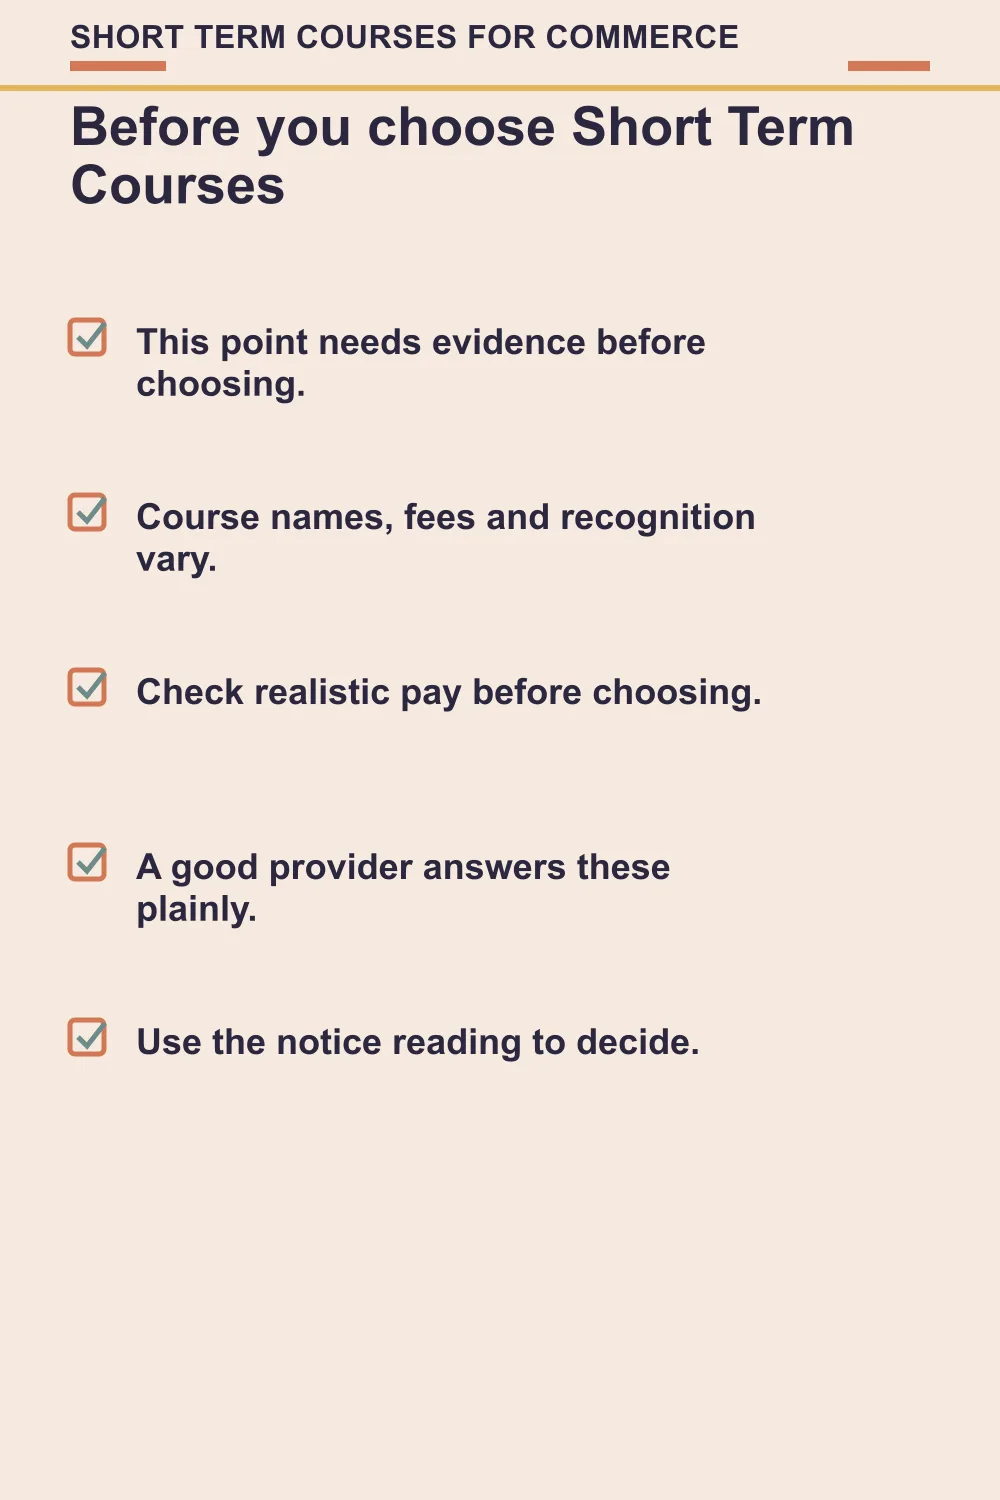 SHORT TERM COURSES FOR COMMERCE
Before you choose Short Term
Courses
This point needs evidence before
choosing.
Course names, fees and recognition
vary.
Check realistic pay before choosing.
A good provider answers these
plainly.
Use the notice reading to decide.